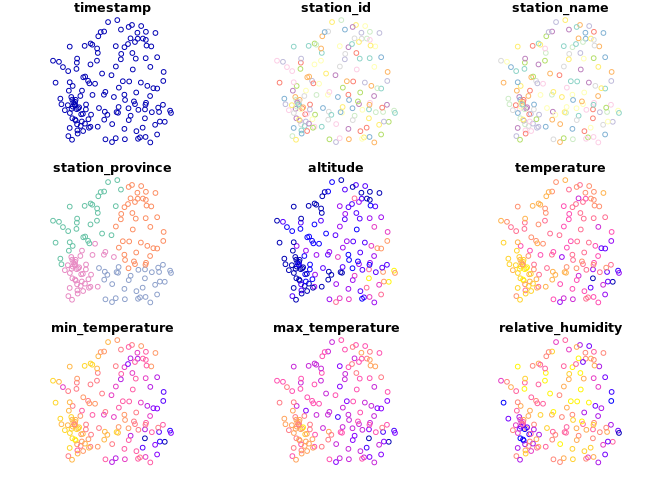 timestamp
station_id
station_name
station_province
altitude
temperature
min_temperature
max_temperature
relative_humidity